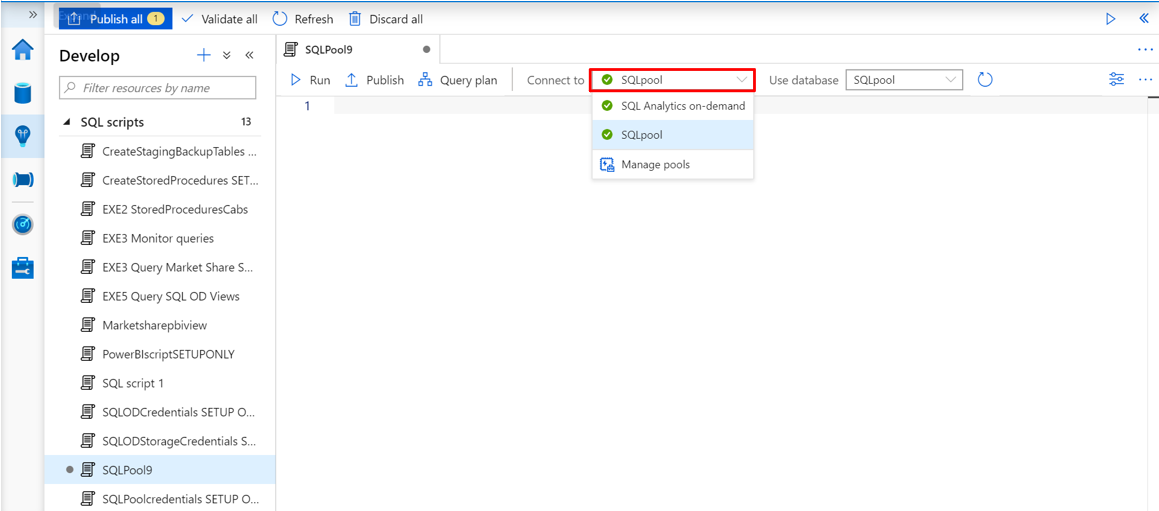 Publish all 1 Validate all Refresh Discard all
Develop
Filter resources by name
SQL scripts 13
CreateStagingBackupTables ...
CreateStoredProcedures SET...
EXE2 StoredProceduresCabs
EXE3 Monitor queries
EXE3 Query Market Share S...
EXE5 Query SQL OD Views
Marketsharepbiview
PowerBIscriptSETUPONLY
SQL script 1
SQLODCredentials SETUP O...
SQLODStorageCredentials S...
SQLPool9
SQLPoolcredentials SETUP O...
SQLPool9
Run Publish Query plan Connect to SQLpool Use database SQLpool
1
SQL Analytics on-demand
SQLpool
Manage pools